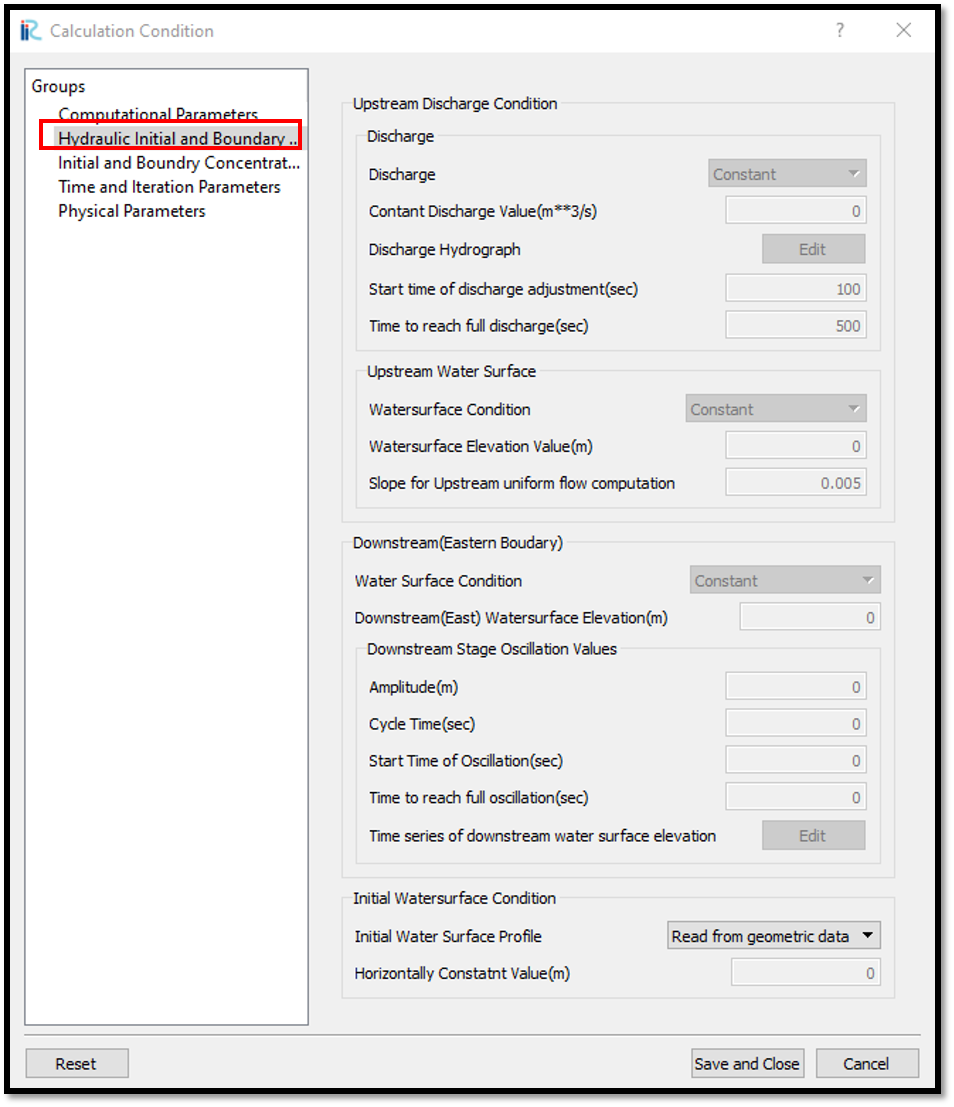 iRIC Calculation Condition ? ×
Groups
Computational Parameters
Hydraulic Initial and Boundary ...
Initial and Boundry Concentrat...
Time and Iteration Parameters
Physical Parameters
Upstream Discharge Condition
Discharge
Discharge Constant
Contant Discharge Value(m**3/s) 0
Discharge Hydrograph Edit
Start time of discharge adjustment(sec) 100
Time to reach full discharge(sec) 500
Upstream Water Surface
Watersurface Condition Constant
Watersurface Elevation Value(m) 0
Slope for Upstream uniform flow computation 0.005
Downstream(Eastern Boudary)
Water Surface Condition Constant
Downstream(East) Watersurface Elevation(m) 0
Downstream Stage Oscillation Values
Amplitude(m) 0
Cycle Time(sec) 0
Start Time of Oscillation(sec) 0
Time to reach full oscillation(sec) 0
Time series of downstream water surface elevation Edit
Initial Watersurface Condition
Initial Water Surface Profile Read from geometric data
Horizontally Constatnt Value(m) 0
Reset Save and Close Cancel